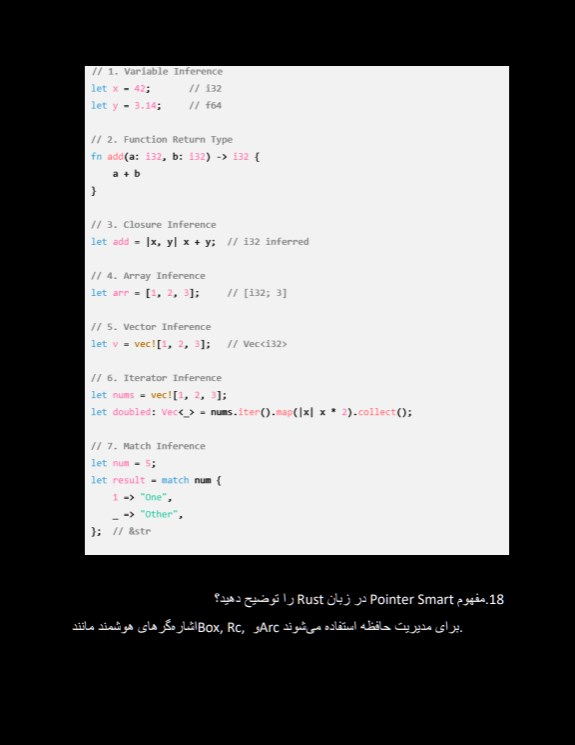 // 1. Variable Inference
let x = 42;      // i32
let y = 3.14;    // f64
// 2. Function Return Type
fn add(a: i32, b: i32) -> i32 {
    a + b
}
// 3. Closure Inference
let add = |x, y| x + y;  // i32 inferred
// 4. Array Inference
let arr = [1, 2, 3];    // [i32; 3]
// 5. Vector Inference
let v = vec![1, 2, 3];  // Vec<i32>
// 6. Iterator Inference
let nums = vec![1, 2, 3];
let doubled: Vec<_> = nums.iter().map(|x| x * 2).collect();
// 7. Match Inference
let num = 5;
let result = match num {
    1 => "One",
    _ => "Other",
}; // &str
18.مفهوم Pointer Smart در زبان Rust را توضیح دهید؟
اشاره‌گرهای هوشمند مانند Box, Rc, و Arc برای مدیریت حافظه استفاده می‌شوند.